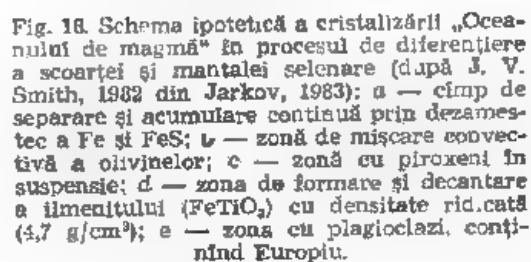 Fig. 18. Schema ipotetică a cristalizării „Ocea-
nului de magmă“ în procesul de diferențiere
a scoarței și mantalei selenare (după J. V.
Smith, 1982 din Jarkov, 1983): a — cîmp de
separare și acumulare continuă prin dezames-
tec a Fe și FeS; b — zonă de mișcare convec-
tivă a olivinelor; c — zonă cu piroxeni în
suspensie; d — zona de formare și decantare
a ilmenitului (FeTiO₃) cu densitate ridicată
(4,7 g/cm³); e — zona cu plagioclazi, conți-
nînd Europiu.